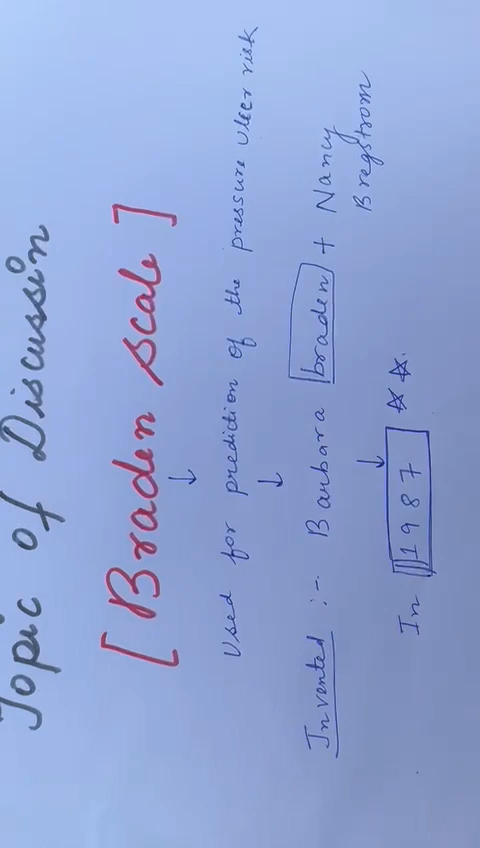 Topic of Discussion
[Braden scale]
↓
Used for prediction of the pressure ulcer risk
↓
Invented :- Barbara braden + Nancy
Bregstrom
↓
In 1987 ☆☆.